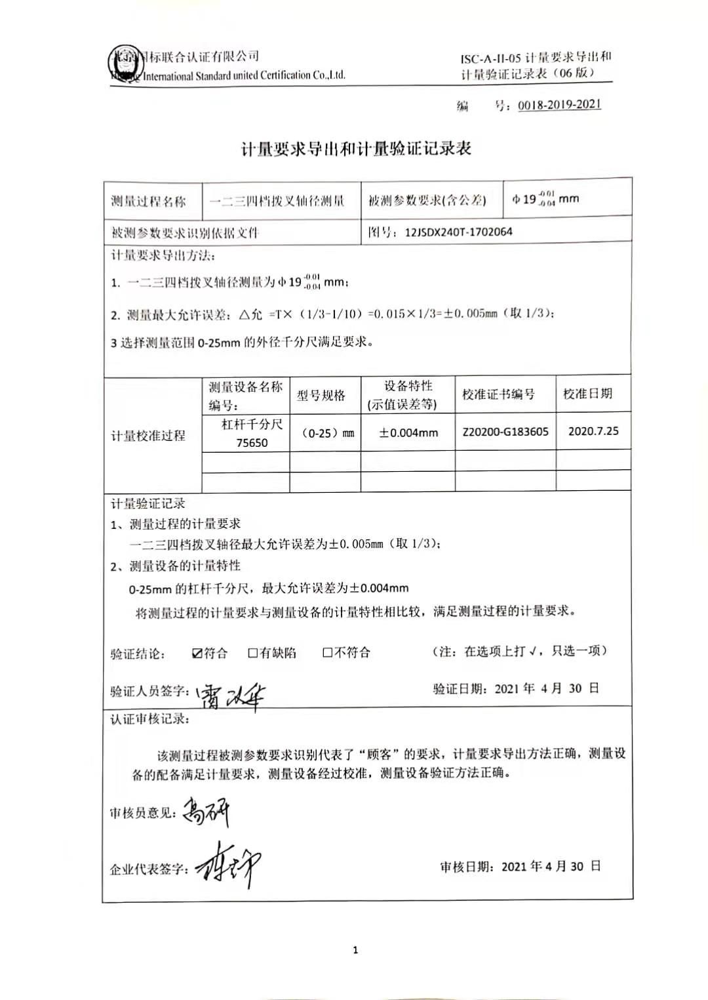 北京国标联合认证有限公司
International Standard united Certification Co.,Ltd.
ISC-A-II-05 计量要求导出和
计量验证记录表（06 版）
编 号：0018-2019-2021
计量要求导出和计量验证记录表
测量过程名称 一二三四档拨叉轴径测量 被测参数要求(含公差) φ19 -0.01 -0.04 mm
被测参数要求识别依据文件 图号：12JSDX240T-1702064
计量要求导出方法：
1. 一二三四档拨叉轴径测量为φ19 -0.01 -0.04 mm；
2. 测量最大允许误差：△允 =T×（1/3-1/10）=0.015×1/3=±0.005mm（取 1/3）；
3 选择测量范围 0-25mm 的外径千分尺满足要求。
计量校准过程
测量设备名称 编号： 型号规格 设备特性 (示值误差等) 校准证书编号 校准日期
杠杆千分尺 75650 （0-25）mm ±0.004mm Z20200-G183605 2020.7.25
计量验证记录
1、测量过程的计量要求
一二三四档拨叉轴径最大允许误差为±0.005mm（取 1/3）；
2、测量设备的计量特性
0-25mm 的杠杆千分尺，最大允许误差为±0.004mm
将测量过程的计量要求与测量设备的计量特性相比较，满足测量过程的计量要求。
验证结论： ☑符合 □有缺陷 □不符合 （注：在选项上打√，只选一项）
验证人员签字： 验证日期：2021 年 4 月 30 日
认证审核记录：
该测量过程被测参数要求识别代表了“顾客”的要求，计量要求导出方法正确，测量设
备的配备满足计量要求，测量设备经过校准，测量设备验证方法正确。
审核员意见：高研
企业代表签字： 审核日期：2021 年 4 月 30 日
1